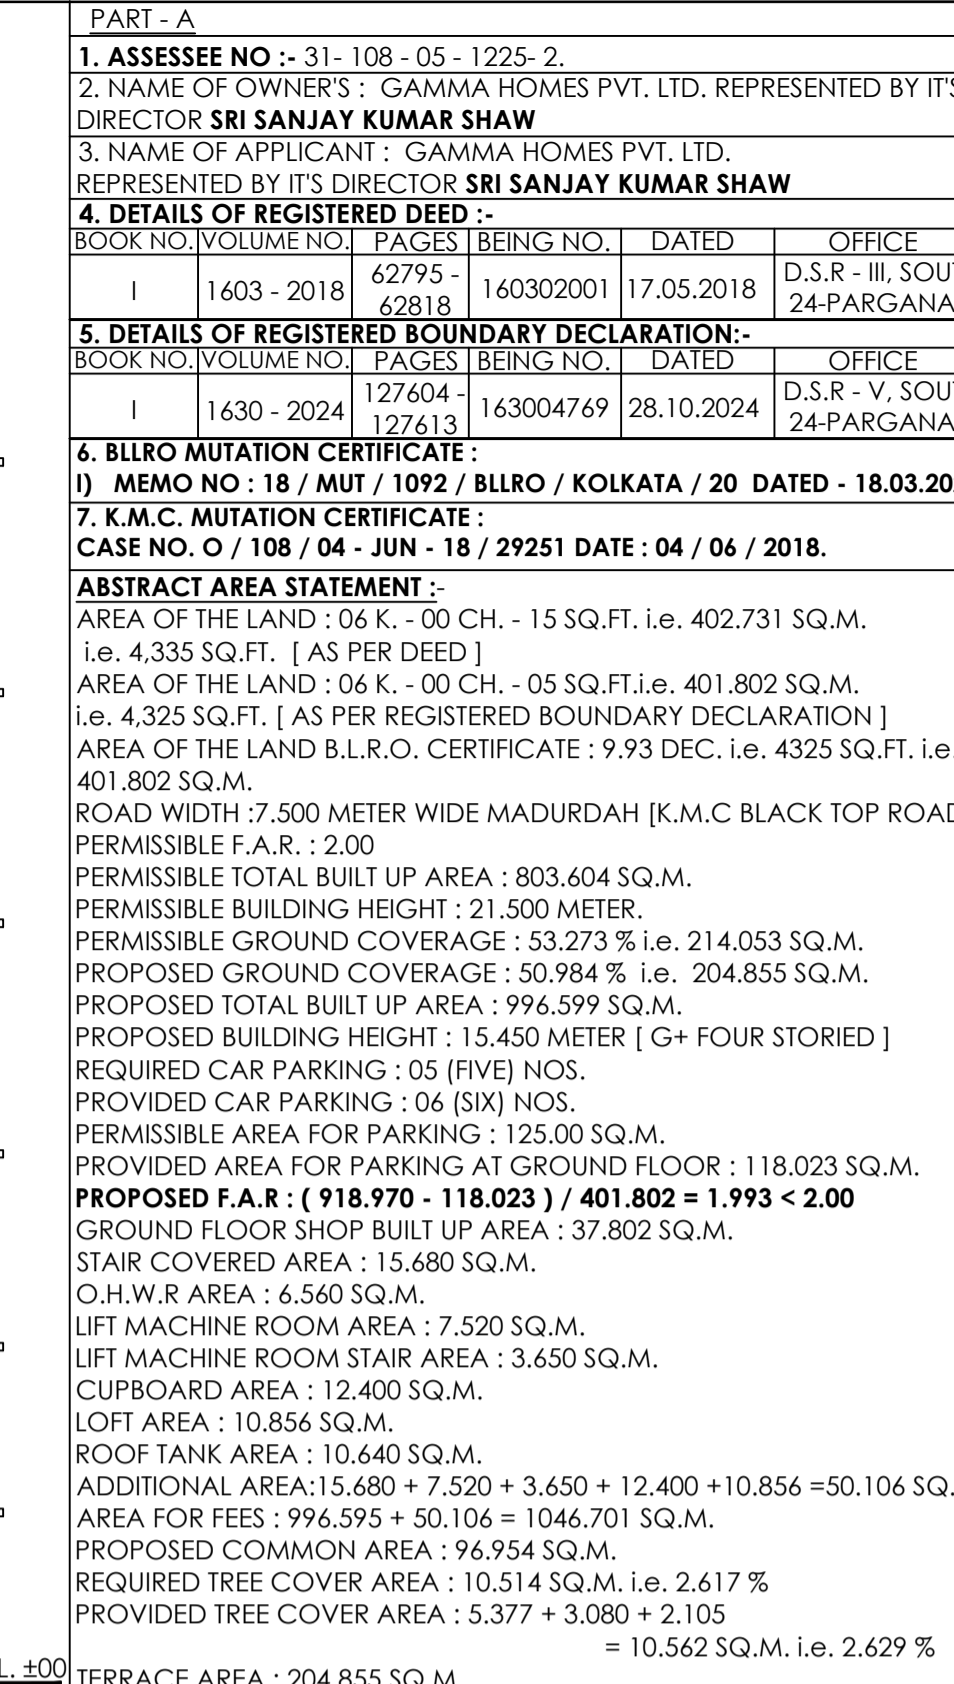 PART - A
1. ASSESSEE NO :- 31- 108 - 05 - 1225- 2.
2. NAME OF OWNER'S : GAMMA HOMES PVT. LTD. REPRESENTED BY IT'S
DIRECTOR SRI SANJAY KUMAR SHAW
3. NAME OF APPLICANT : GAMMA HOMES PVT. LTD.
REPRESENTED BY IT'S DIRECTOR SRI SANJAY KUMAR SHAW
4. DETAILS OF REGISTERED DEED :-
BOOK NO. VOLUME NO. PAGES BEING NO. DATED OFFICE
I 1603 - 2018 62795 - 62818 160302001 17.05.2018 D.S.R - III, 24-PARGANA
5. DETAILS OF REGISTERED BOUNDARY DECLARATION:-
BOOK NO. VOLUME NO. PAGES BEING NO. DATED OFFICE
I 1630 - 2024 127604 - 127613 163004769 28.10.2024 D.S.R - V, 24-PARGANA
6. BLLRO MUTATION CERTIFICATE :
I) MEMO NO : 18 / MUT / 1092 / BLLRO / KOLKATA / 20 DATED - 18.03.20
7. K.M.C. MUTATION CERTIFICATE :
CASE NO. O / 108 / 04 - JUN - 18 / 29251 DATE : 04 / 06 / 2018.
ABSTRACT AREA STATEMENT :-
AREA OF THE LAND : 06 K. - 00 CH. - 15 SQ.FT. i.e. 402.731 SQ.M.
i.e. 4,335 SQ.FT. [ AS PER DEED ]
AREA OF THE LAND : 06 K. - 00 CH. - 05 SQ.FT.i.e. 401.802 SQ.M.
i.e. 4,325 SQ.FT. [ AS PER REGISTERED BOUNDARY DECLARATION ]
AREA OF THE LAND B.L.R.O. CERTIFICATE : 9.93 DEC. i.e. 4325 SQ.FT. i.e.
401.802 SQ.M.
ROAD WIDTH :7.500 METER WIDE MADURDAH [K.M.C BLACK TOP ROAD
PERMISSIBLE F.A.R. : 2.00
PERMISSIBLE TOTAL BUILT UP AREA : 803.604 SQ.M.
PERMISSIBLE BUILDING HEIGHT : 21.500 METER.
PERMISSIBLE GROUND COVERAGE : 53.273 % i.e. 214.053 SQ.M.
PROPOSED GROUND COVERAGE : 50.984 % i.e. 204.855 SQ.M.
PROPOSED TOTAL BUILT UP AREA : 996.599 SQ.M.
PROPOSED BUILDING HEIGHT : 15.450 METER [ G+ FOUR STORIED ]
REQUIRED CAR PARKING : 05 (FIVE) NOS.
PROVIDED CAR PARKING : 06 (SIX) NOS.
PERMISSIBLE AREA FOR PARKING : 125.00 SQ.M.
PROVIDED AREA FOR PARKING AT GROUND FLOOR : 118.023 SQ.M.
PROPOSED F.A.R : ( 918.970 - 118.023 ) / 401.802 = 1.993 < 2.00
GROUND FLOOR SHOP BUILT UP AREA : 37.802 SQ.M.
STAIR COVERED AREA : 15.680 SQ.M.
O.H.W.R AREA : 6.560 SQ.M.
LIFT MACHINE ROOM AREA : 7.520 SQ.M.
LIFT MACHINE ROOM STAIR AREA : 3.650 SQ.M.
CUPBOARD AREA : 12.400 SQ.M.
LOFT AREA : 10.856 SQ.M.
ROOF TANK AREA : 10.640 SQ.M.
ADDITIONAL AREA:15.680 + 7.520 + 3.650 + 12.400 +10.856 =50.106 SQ.
AREA FOR FEES : 996.595 + 50.106 = 1046.701 SQ.M.
PROPOSED COMMON AREA : 96.954 SQ.M.
REQUIRED TREE COVER AREA : 10.514 SQ.M. i.e. 2.617 %
PROVIDED TREE COVER AREA : 5.377 + 3.080 + 2.105
= 10.562 SQ.M. i.e. 2.629 %
L. ±00
TERRACE AREA : 204.855 SQ.M